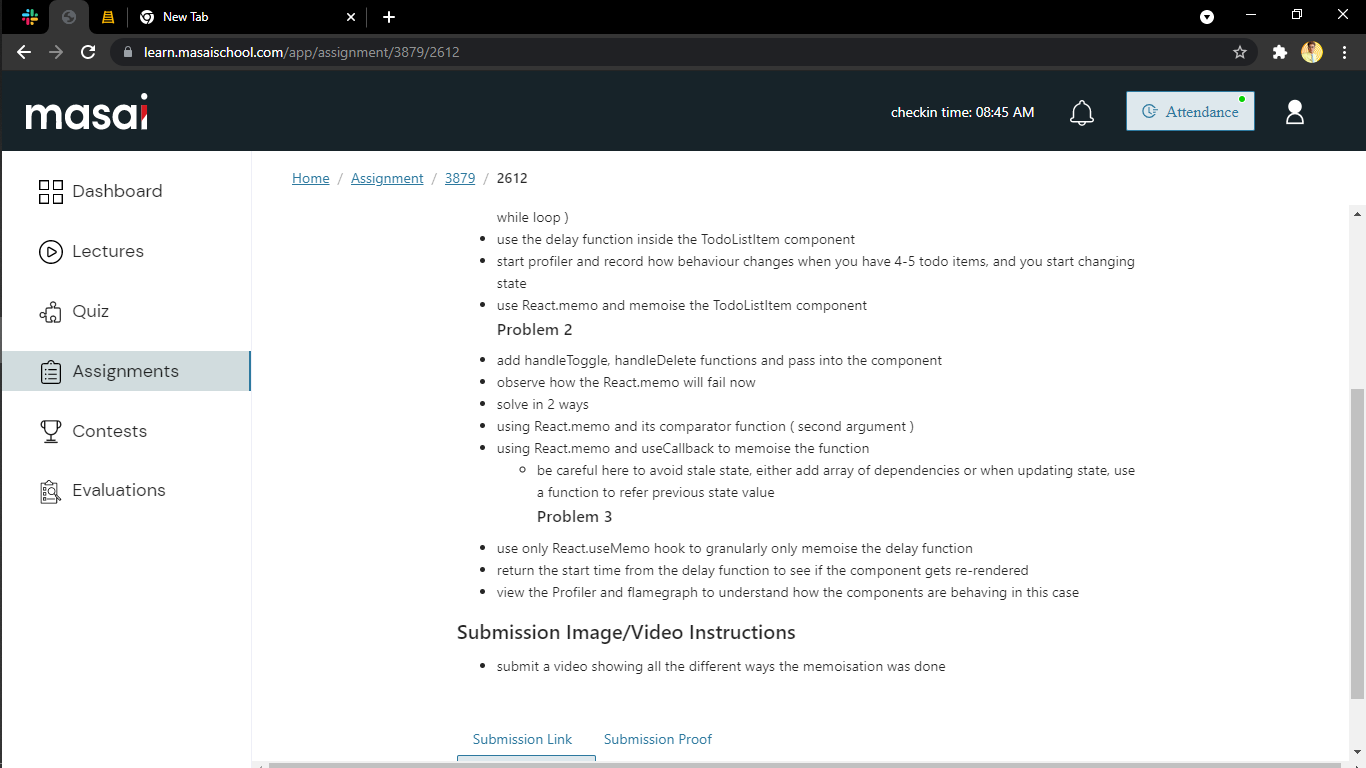 New Tab
learn.masaischool.com/app/assignment/3879/2612
masai
checkin time: 08:45 AM
Attendance
Dashboard
Lectures
Quiz
Assignments
Contests
Evaluations
Home / Assignment / 3879 / 2612
while loop )
use the delay function inside the TodoListItem component
start profiler and record how behaviour changes when you have 4-5 todo items, and you start changing
state
use React.memo and memoise the TodoListItem component
Problem 2
add handleToggle, handleDelete functions and pass into the component
observe how the React.memo will fail now
solve in 2 ways
using React.memo and its comparator function ( second argument )
using React.memo and useCallback to memoise the function
be careful here to avoid stale state, either add array of dependencies or when updating state, use
a function to refer previous state value
Problem 3
use only React.useMemo hook to granularly only memoise the delay function
return the start time from the delay function to see if the component gets re-rendered
view the Profiler and flamegraph to understand how the components are behaving in this case
Submission Image/Video Instructions
submit a video showing all the different ways the memoisation was done
Submission Link
Submission Proof